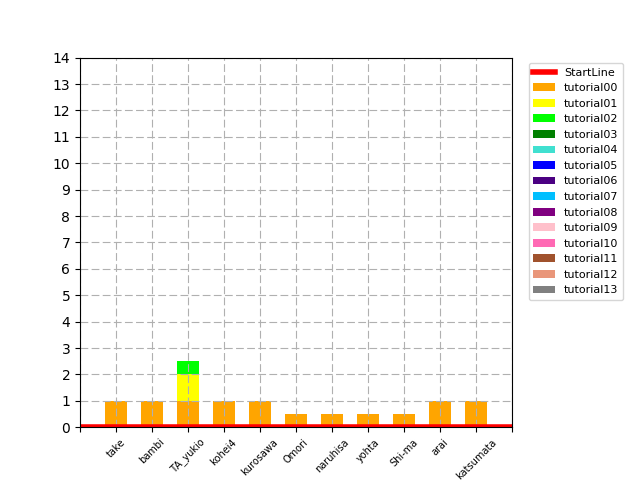 14
13
12
11
10
9
8
7
6
5
4
3
2
1
0
take
bambi
TA_yukio
kohei4
kurosawa
Omori
naruhisa
yohta
Shi-ma
arai
katsumata
StartLine
tutorial00
tutorial01
tutorial02
tutorial03
tutorial04
tutorial05
tutorial06
tutorial07
tutorial08
tutorial09
tutorial10
tutorial11
tutorial12
tutorial13